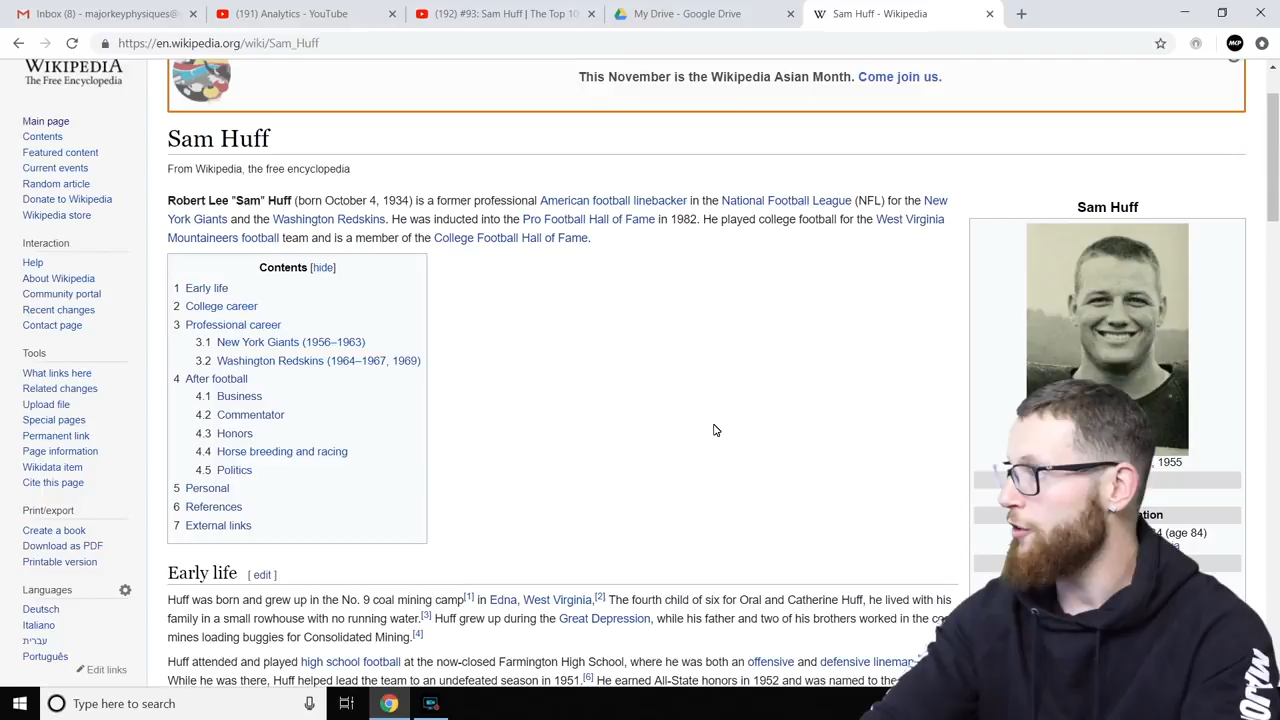 Inbox (8) - majorkeyphysiques@
(191) Analytics - YouTube
(192) #93: Sam Huff | The Top 10
My Drive - Google Drive
Sam Huff - Wikipedia
https://en.wikipedia.org/wiki/Sam_Huff
MCP
WIKIPEDIA
The Free Encyclopedia
This November is the Wikipedia Asian Month. Come join us.
Main page
Contents
Featured content
Current events
Random article
Donate to Wikipedia
Wikipedia store
Interaction
Help
About Wikipedia
Community portal
Recent changes
Contact page
Tools
What links here
Related changes
Upload file
Special pages
Permanent link
Page information
Wikidata item
Cite this page
Print/export
Create a book
Download as PDF
Printable version
Languages
Deutsch
Italiano
עברית
Português
Edit links
Sam Huff
From Wikipedia, the free encyclopedia
Robert Lee "Sam" Huff (born October 4, 1934) is a former professional American football linebacker in the National Football League (NFL) for the New
York Giants and the Washington Redskins. He was inducted into the Pro Football Hall of Fame in 1982. He played college football for the West Virginia
Mountaineers football team and is a member of the College Football Hall of Fame.
Contents [hide]
1 Early life
2 College career
3 Professional career
3.1 New York Giants (1956–1963)
3.2 Washington Redskins (1964–1967, 1969)
4 After football
4.1 Business
4.2 Commentator
4.3 Honors
4.4 Horse breeding and racing
4.5 Politics
5 Personal
6 References
7 External links
Early life [ edit ]
Huff was born and grew up in the No. 9 coal mining camp[1] in Edna, West Virginia,[2] The fourth child of six for Oral and Catherine Huff, he lived with his
family in a small rowhouse with no running water.[3] Huff grew up during the Great Depression, while his father and two of his brothers worked in the
mines loading buggies for Consolidated Mining.[4]
Huff attended and played high school football at the now-closed Farmington High School, where he was both an offensive and defensive lineman
While he was there, Huff helped lead the team to an undefeated season in 1951.[6] He earned All-State honors in 1952 and was named to the
Sam Huff
, 1955
(age 84)
Type here to search